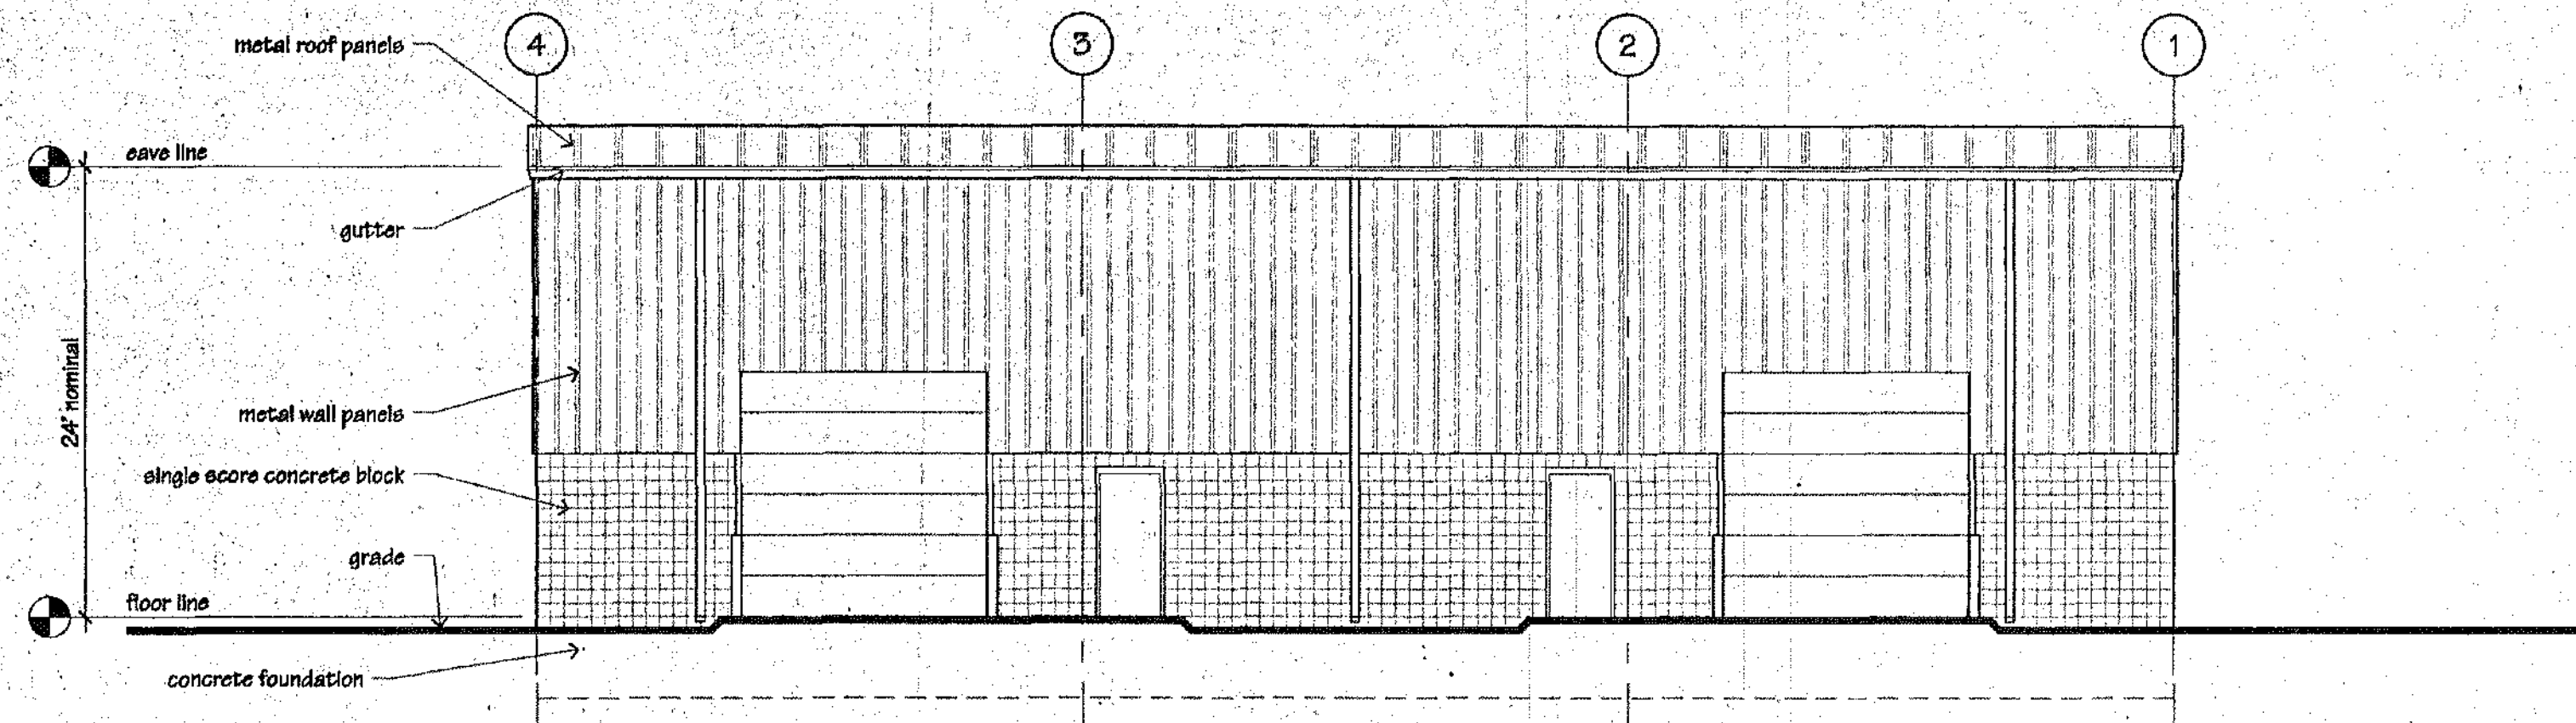 4
3
2
1
metal roof panels
eave line
gutter
24' nominal
metal wall panels
single score concrete block
grade
floor line
concrete foundation